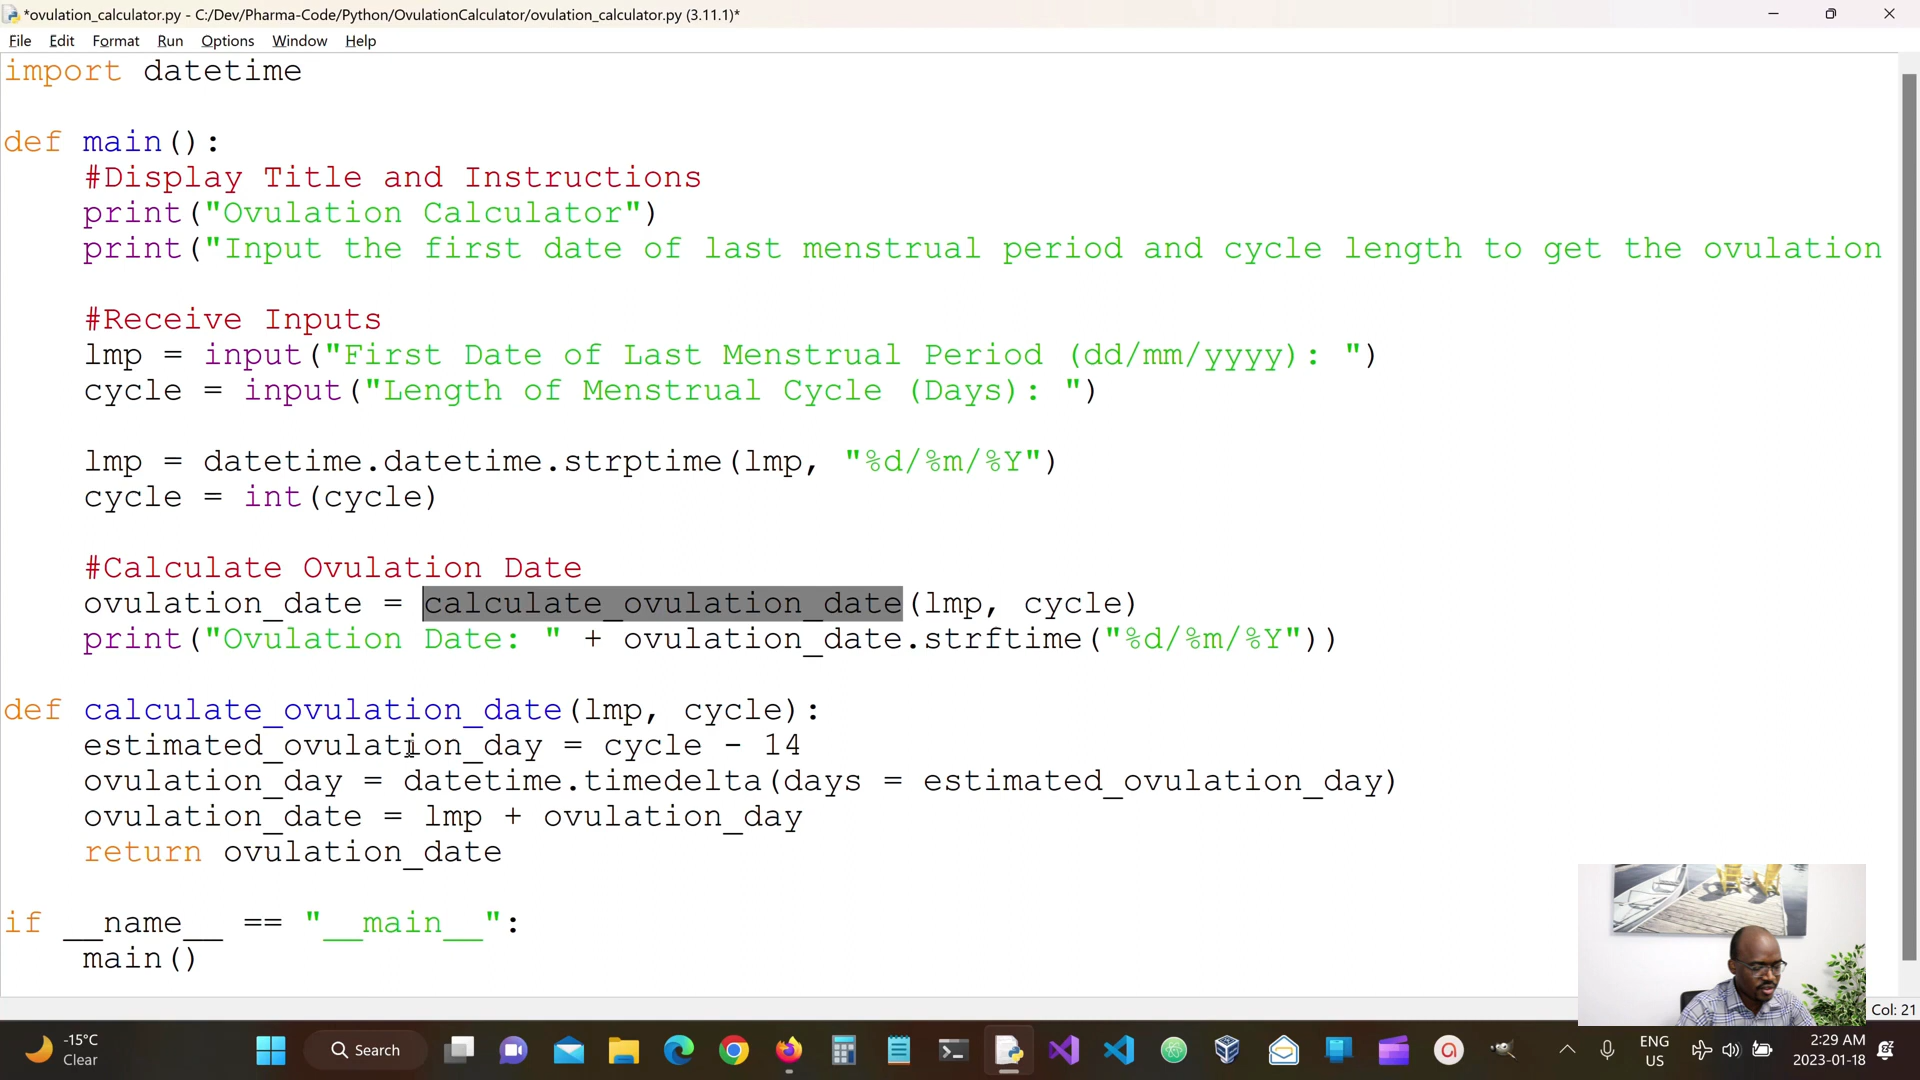 *ovulation_calculator.py - C:/Dev/Pharma-Code/Python/OvulationCalculator/ovulation_calculator.py (3.11.1)*
File Edit Format Run Options Window Help
import datetime
def main():
    #Display Title and Instructions
    print("Ovulation Calculator")
    print("Input the first date of last menstrual period and cycle length to get the ovulation
    #Receive Inputs
    lmp = input("First Date of Last Menstrual Period (dd/mm/yyyy): ")
    cycle = input("Length of Menstrual Cycle (Days): ")
    lmp = datetime.datetime.strptime(lmp, "%d/%m/%Y")
    cycle = int(cycle)
    #Calculate Ovulation Date
    ovulation_date = calculate_ovulation_date(lmp, cycle)
    print("Ovulation Date: " + ovulation_date.strftime("%d/%m/%Y"))
def calculate_ovulation_date(lmp, cycle):
    estimated_ovulation_day = cycle - 14
    ovulation_day = datetime.timedelta(days = estimated_ovulation_day)
    ovulation_date = lmp + ovulation_day
    return ovulation_date
if __name__ == "__main__":
    main()
Col: 21
-15°C
Clear
Search
ENG
US
2:29 AM
2023-01-18